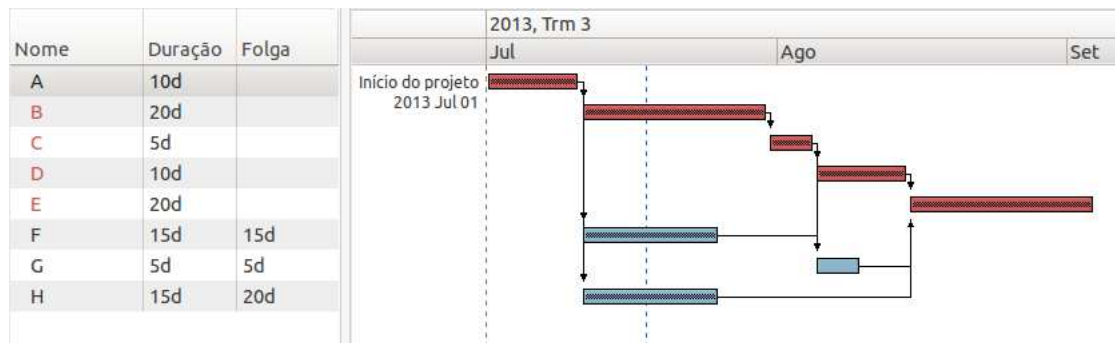 2013, Trm 3
Nome Duração Folga Jul Ago Set
A 10d
Início do projeto
2013 Jul 01
B 20d
C 5d
D 10d
E 20d
F 15d 15d
G 5d 5d
H 15d 20d